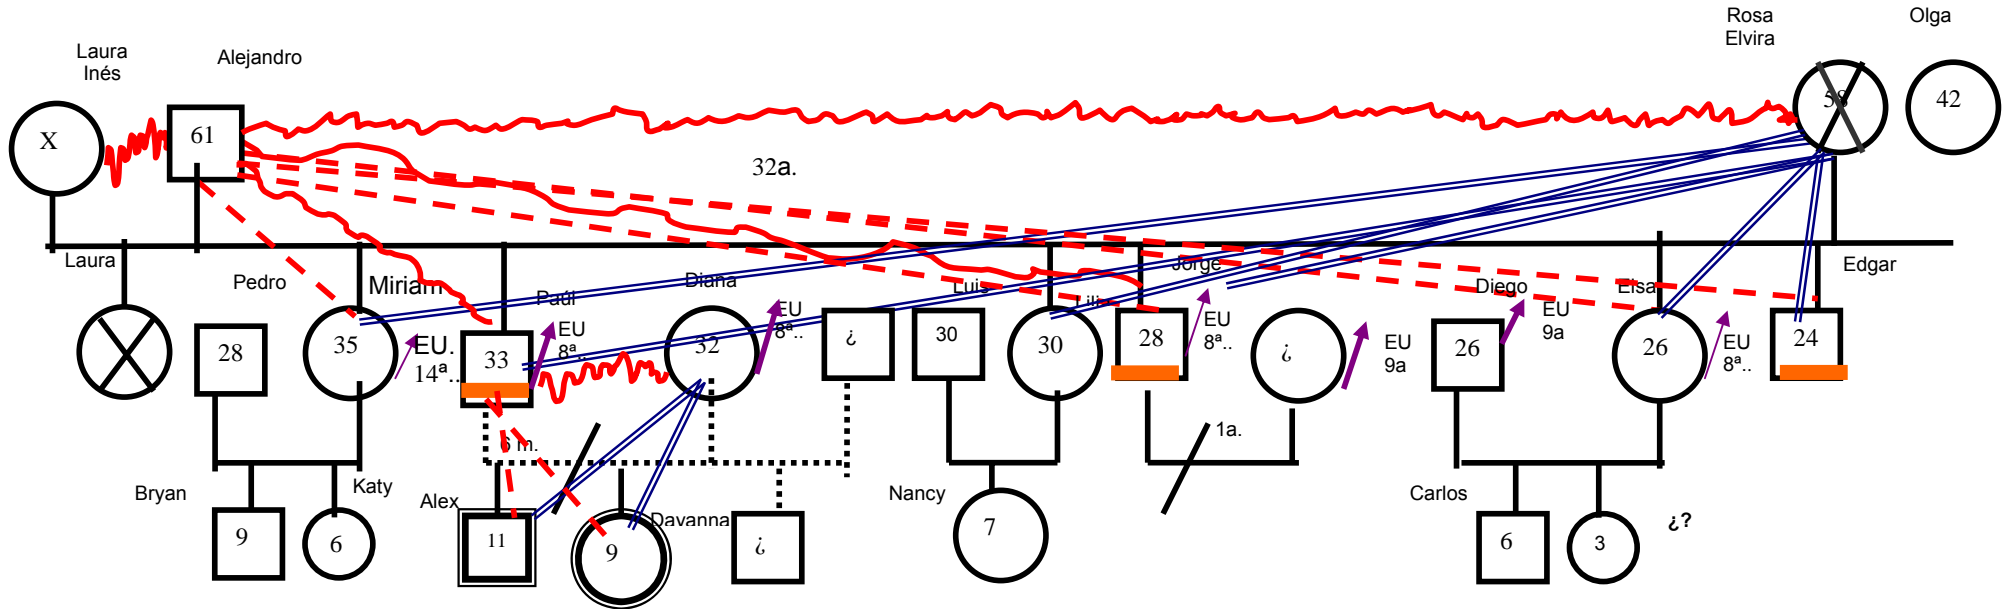 Rosa
Elvira
Olga
Laura
Inés
Alejandro
X
61
58
42
32a.
Laura
Pedro
Miriam
Paúl
Diana
Luis
Lilia
Jorge
Diego
Elsa
Edgar
28
35
EU.
14ª..
33
EU
8ª..
32
EU
8ª..
¿
30
30
28
EU
8ª..
¿
EU
9a
26
EU
9a
26
EU
8ª..
24
6 m.
1a.
Bryan
Katy
Alex
Davanna
Nancy
Carlos
9
6
11
9
¿
7
6
3
¿?